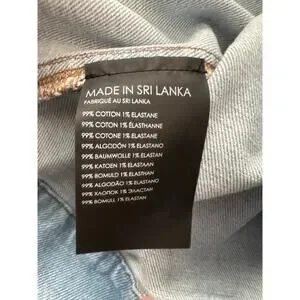 MADE IN SRI LANKA
FABRIQUÉ AU SRI LANKA
99% COTTON 1% ELASTANE
99% COTON 1% ÉLASTHANNE
99% COTONE 1% ELASTANE
99% ALGODÓN 1% ELASTANO
99% BAUMWOLLE 1% ELASTAN
99% KATOEN 1% ELASTAAN
99% BOMULD 1% ELASTAN
99% ALGODÃO 1% ELASTANO
99% ХЛОПОК 1% ЭЛАСТАН
99% BOMULL 1% ELASTAN